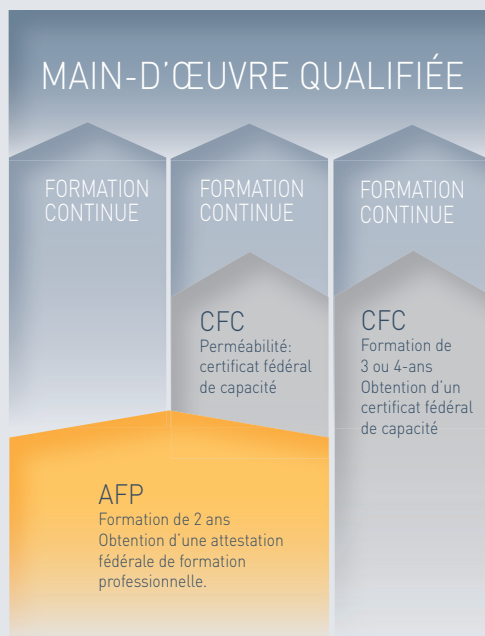 MAIN-D'ŒUVRE QUALIFIÉE
FORMATION
CONTINUE
FORMATION
CONTINUE
FORMATION
CONTINUE
CFC
Perméabilité:
certificat fédéral
de capacité
CFC
Formation de
3 ou 4-ans
Obtention d'un
certificat fédéral
de capacité
AFP
Formation de 2 ans
Obtention d'une attestation
fédérale de formation
professionnelle.